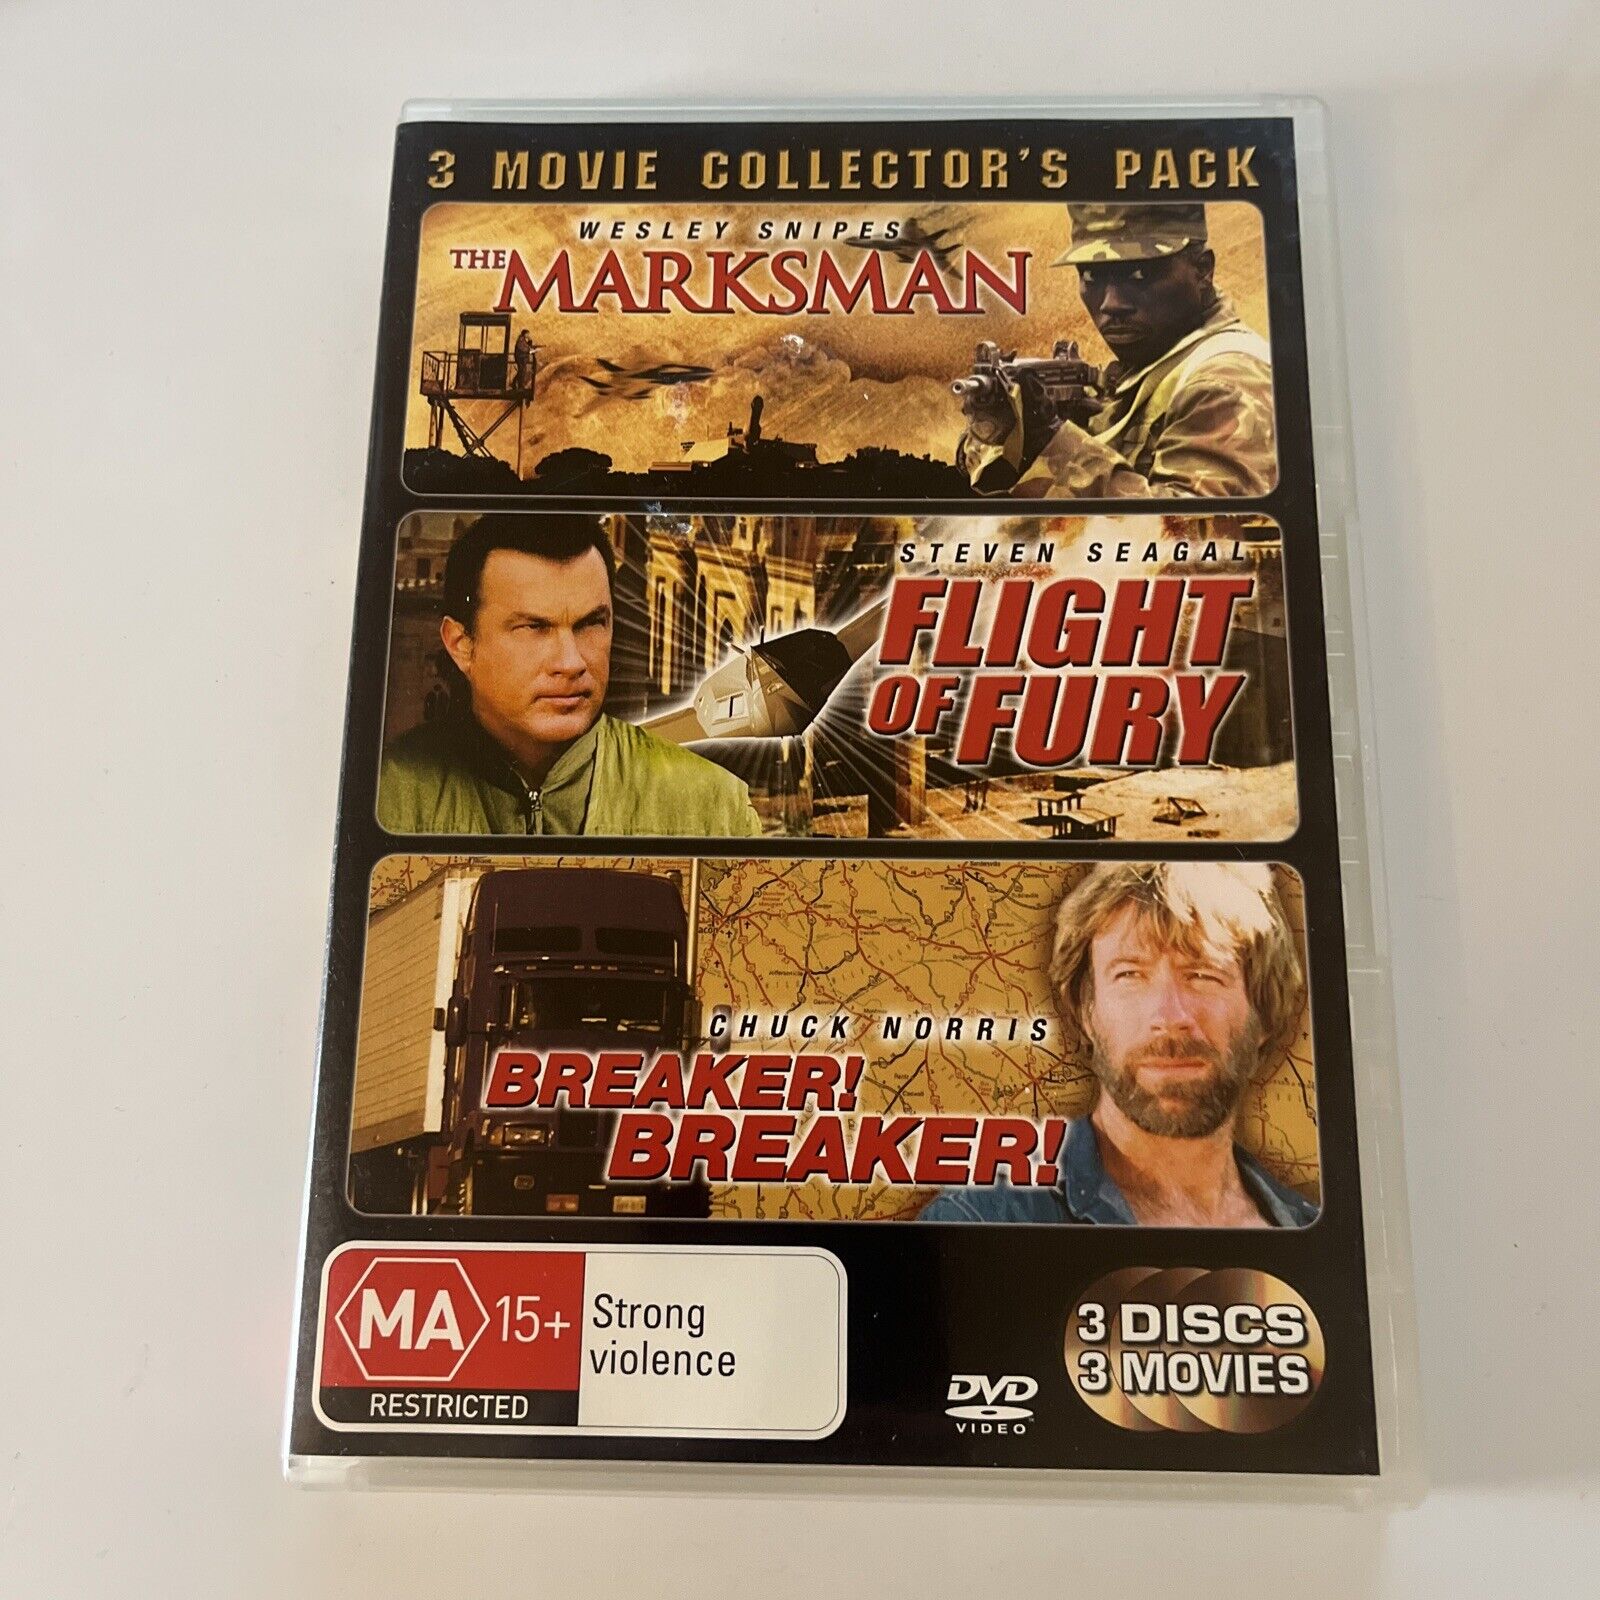 3 MOVIE COLLECTOR'S PACK
WESLEY SNIPES
THE MARKSMAN
STEVEN SEAGAL
FLIGHT
OF FURY
CHUCK NORRIS
BREAKER!
BREAKER!
MA 15+
RESTRICTED
Strong
violence
DVD
VIDEO
3 DISCS
3 MOVIES